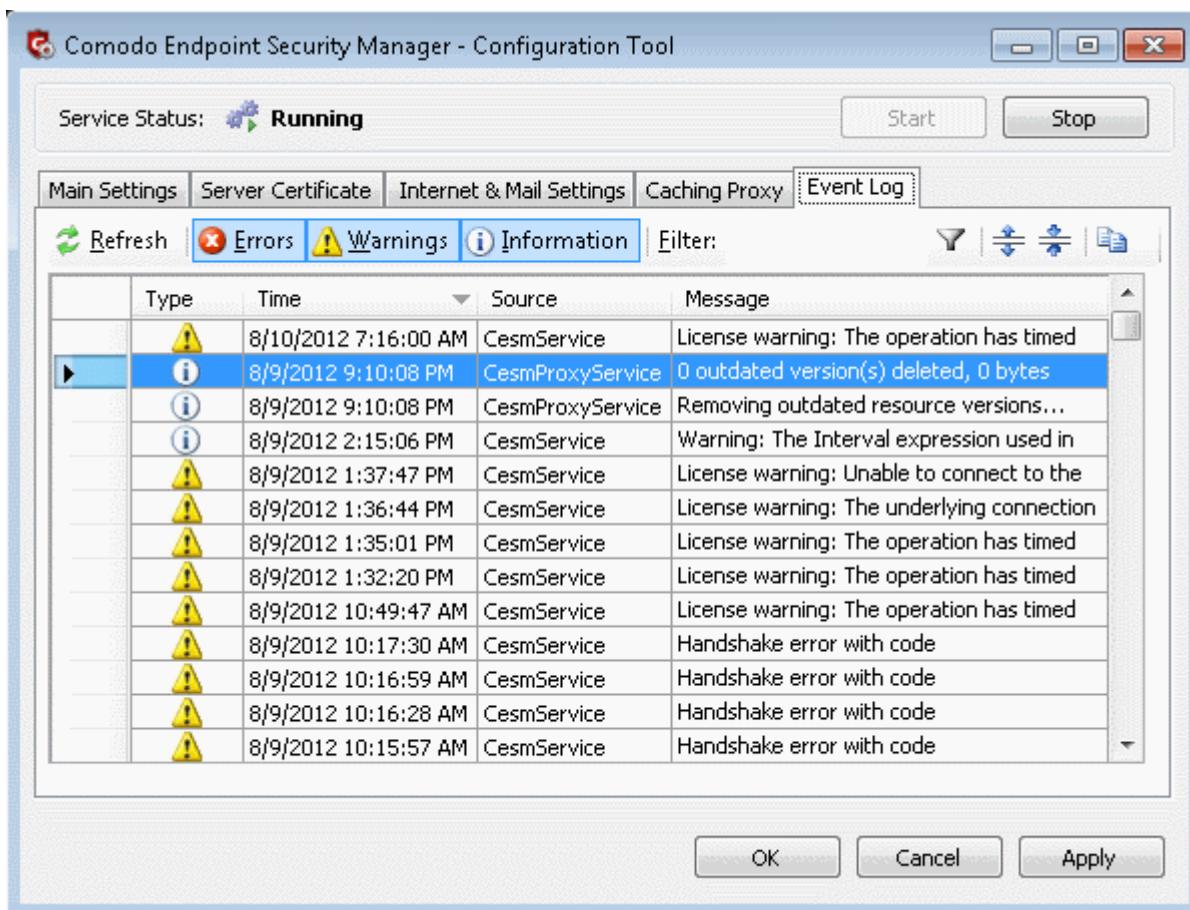 Comodo Endpoint Security Manager - Configuration Tool
Service Status: Running Start Stop
Main Settings Server Certificate Internet & Mail Settings Caching Proxy Event Log
Refresh Errors Warnings Information Filter:
Type Time Source Message
8/10/2012 7:16:00 AM CesmService License warning: The operation has timed
8/9/2012 9:10:08 PM CesmProxyService 0 outdated version(s) deleted, 0 bytes
8/9/2012 9:10:08 PM CesmProxyService Removing outdated resource versions...
8/9/2012 2:15:06 PM CesmService Warning: The Interval expression used in
8/9/2012 1:37:47 PM CesmService License warning: Unable to connect to the
8/9/2012 1:36:44 PM CesmService License warning: The underlying connection
8/9/2012 1:35:01 PM CesmService License warning: The operation has timed
8/9/2012 1:32:20 PM CesmService License warning: The operation has timed
8/9/2012 10:49:47 AM CesmService License warning: The operation has timed
8/9/2012 10:17:30 AM CesmService Handshake error with code
8/9/2012 10:16:59 AM CesmService Handshake error with code
8/9/2012 10:16:28 AM CesmService Handshake error with code
8/9/2012 10:15:57 AM CesmService Handshake error with code
OK Cancel Apply